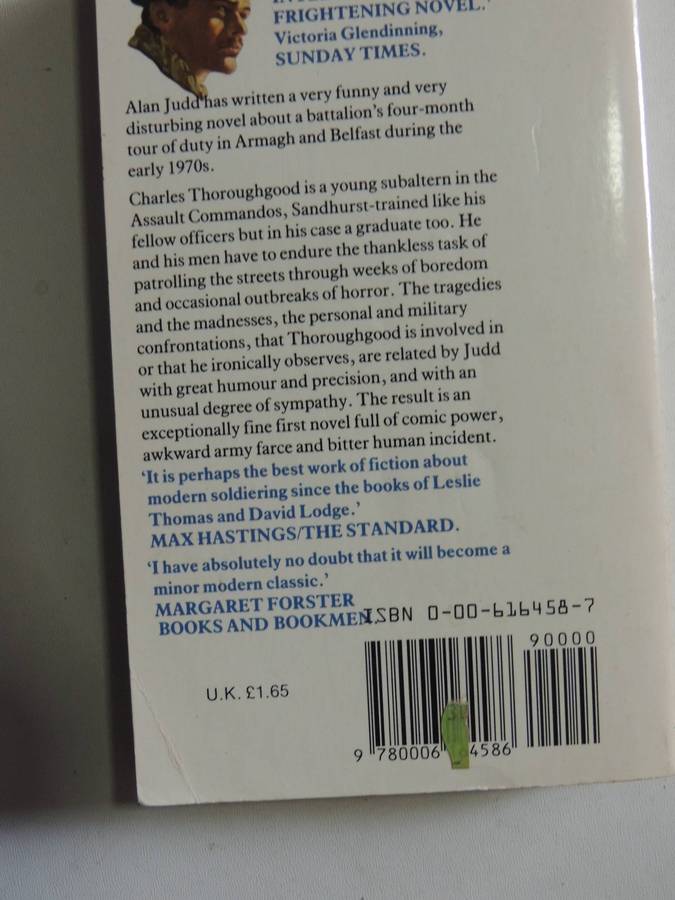 FRIGHTENING NOVEL.'
Victoria Glendinning,
SUNDAY TIMES.
Alan Judd has written a very funny and very
disturbing novel about a battalion's four-month
tour of duty in Armagh and Belfast during the
early 1970s.
Charles Thoroughgood is a young subaltern in the
Assault Commandos, Sandhurst-trained like his
fellow officers but in his case a graduate too. He
and his men have to endure the thankless task of
patrolling the streets through weeks of boredom
and occasional outbreaks of horror. The tragedies
and the madnesses, the personal and military
confrontations, that Thoroughgood is involved in
or that he ironically observes, are related by Judd
with great humour and precision, and with an
unusual degree of sympathy. The result is an
exceptionally fine first novel full of comic power,
awkward army farce and bitter human incident.
'It is perhaps the best work of fiction about
modern soldiering since the books of Leslie
Thomas and David Lodge.'
MAX HASTINGS/THE STANDARD.
'I have absolutely no doubt that it will become a
minor modern classic.'
MARGARET FORSTER
BOOKS AND BOOKMEN.
ISBN 0-00-616458-7
90000
U.K. £1.65
9 780006 4586